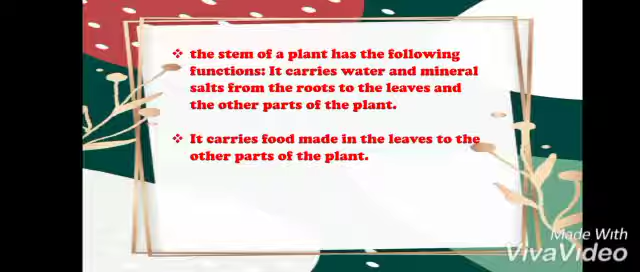 ❖ the stem of a plant has the following
functions: It carries water and mineral
salts from the roots to the leaves and
the other parts of the plant.
❖ It carries food made in the leaves to the
other parts of the plant.
Made With
VivaVideo